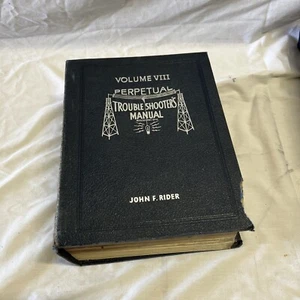 VOLUME VIII
PERPETUAL
TROUBLE SHOOTER'S
MANUAL
JOHN F. RIDER